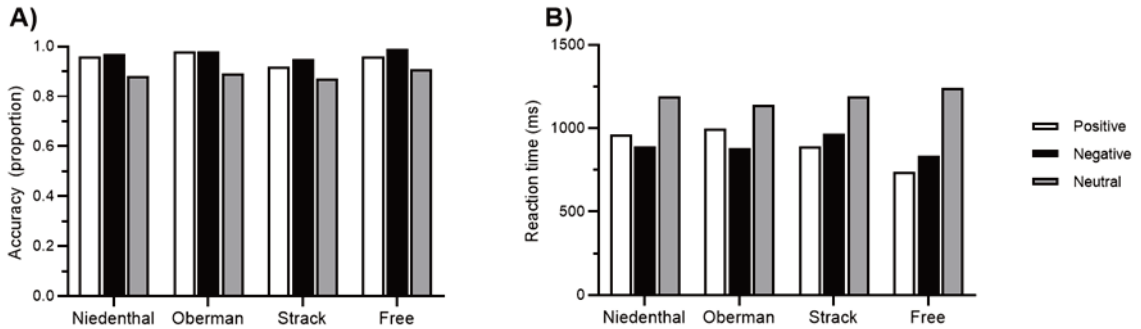 A)
Accuracy (proportion)
1.0
0.8
0.6
0.4
0.2
0.0
Niedenthal
Oberman
Strack
Free
B)
Reaction time (ms)
1500
1000
500
0
Niedenthal
Oberman
Strack
Free
Positive
Negative
Neutral